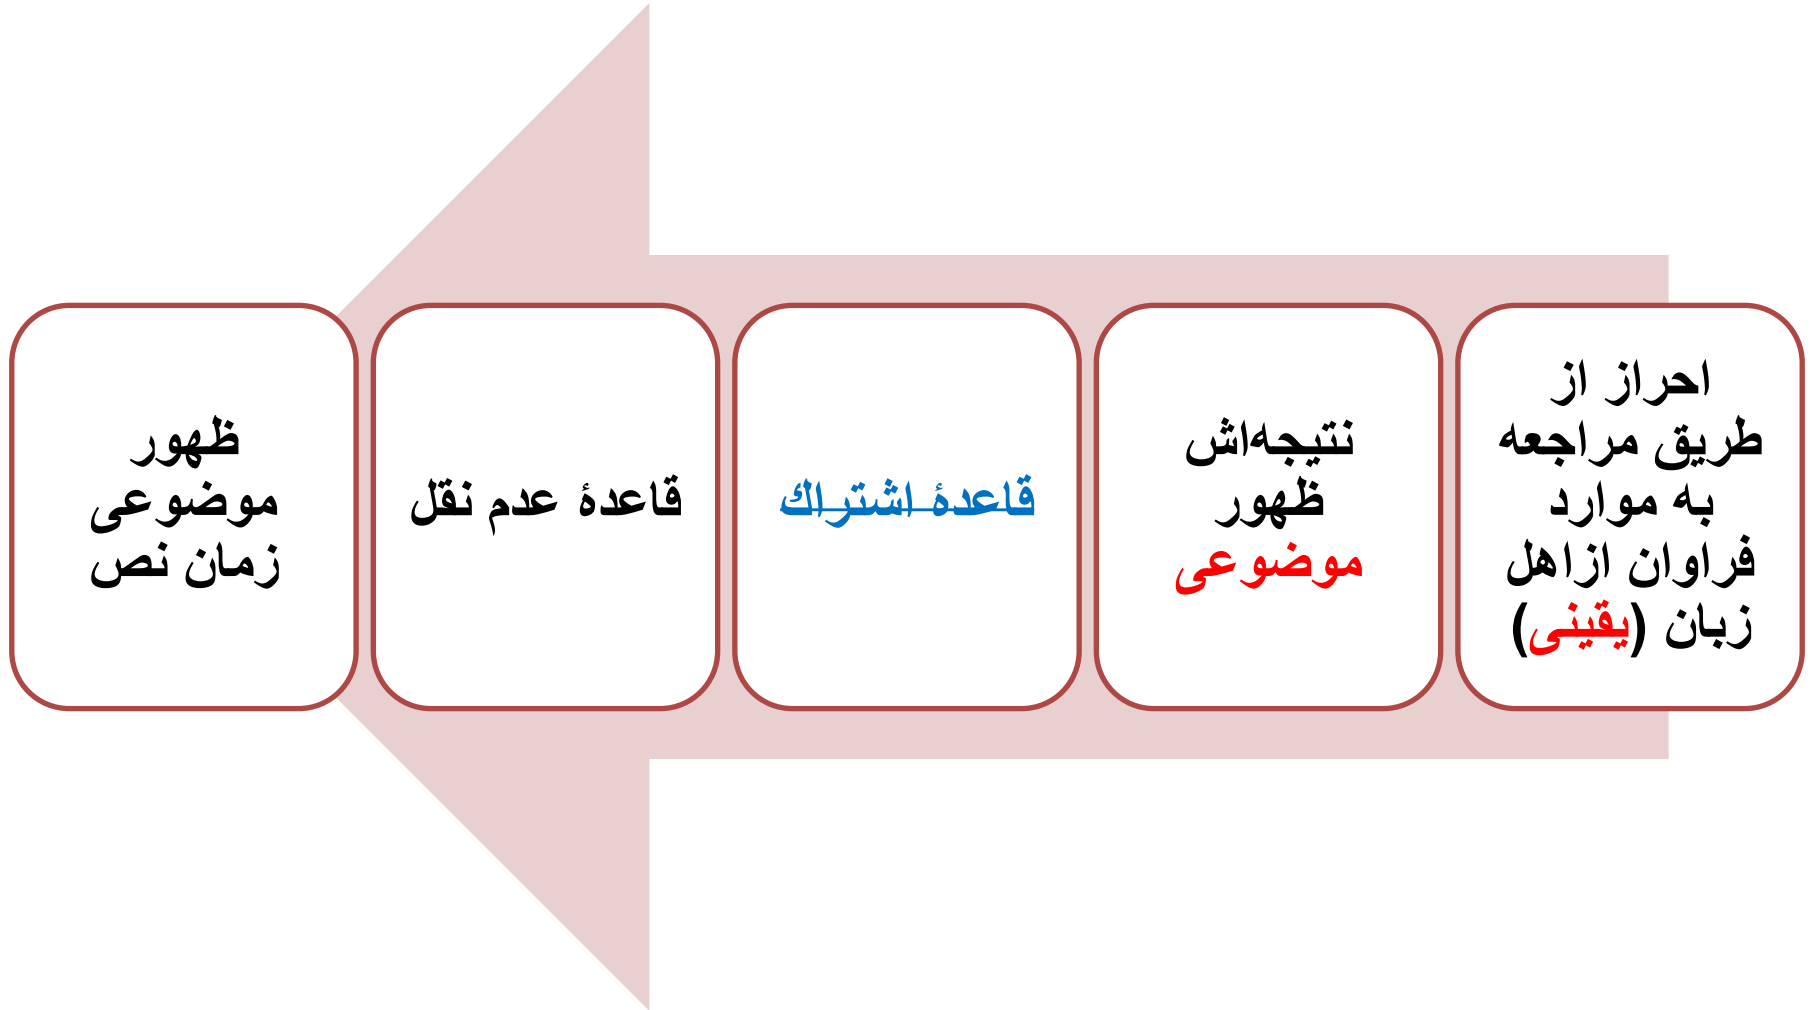 احراز از
طریق مراجعه
به موارد
فراوان ازاهل
زبان (یقینی)
نتیجه‌اش
ظهور
موضوعی
قاعدۀ اشتراك
قاعدۀ عدم نقل
ظهور
موضوعی
زمان نص